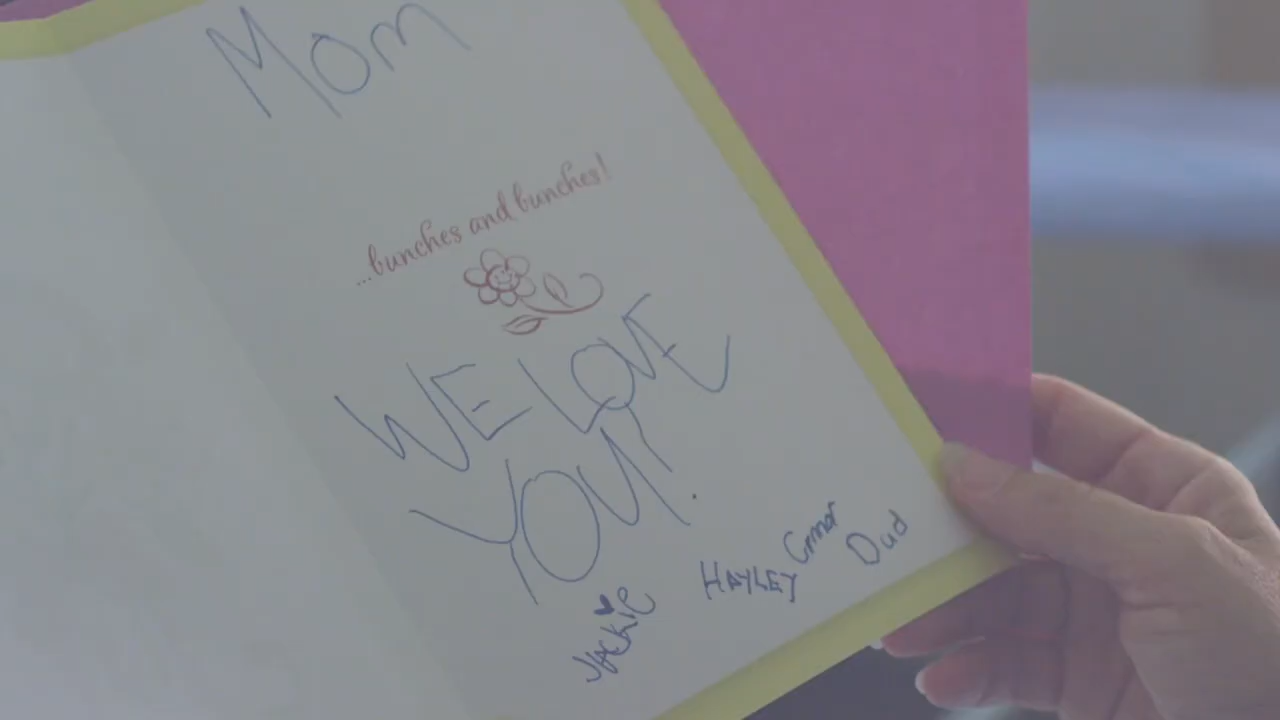 Mom
...bunches and bunches!
WE LOVE
YOU!
JACKIE
HAYLEY
Connor
Dad